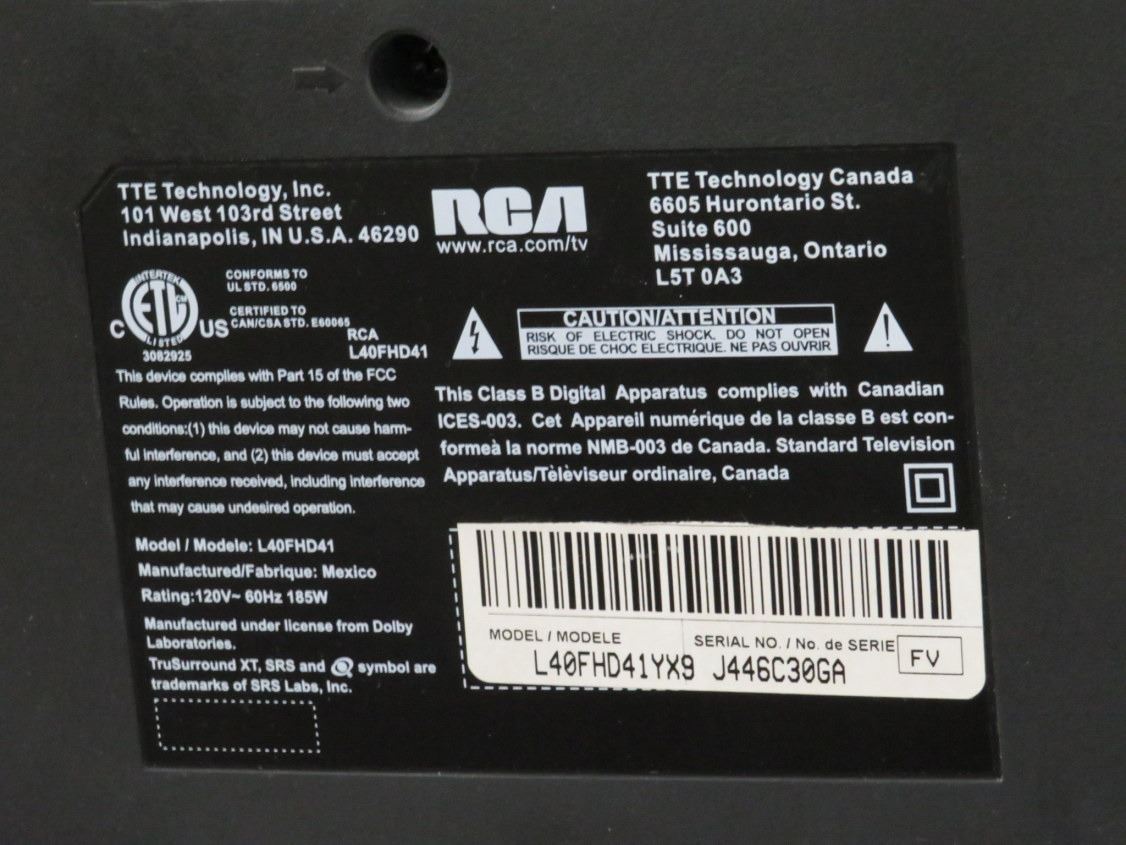 TTE Technology, Inc.
101 West 103rd Street
Indianapolis, IN U.S.A. 46290
RCA
www.rca.com/tv
TTE Technology Canada
6605 Hurontario St.
Suite 600
Mississauga, Ontario
L5T 0A3
INTERTEK
ETL CM
LISTED
C US
3082925
CONFORMS TO
UL STD. 6500
CERTIFIED TO
CAN/CSA STD. E60065
RCA
L40FHD41
CAUTION/ATTENTION
RISK OF ELECTRIC SHOCK. DO NOT OPEN
RISQUE DE CHOC ELECTRIQUE. NE PAS OUVRIR
This device complies with Part 15 of the FCC
Rules. Operation is subject to the following two
conditions:(1) this device may not cause harm-
ful interference, and (2) this device must accept
any interference received, including interference
that may cause undesired operation.
This Class B Digital Apparatus complies with Canadian
ICES-003. Cet Appareil numérique de la classe B est con-
formeà la norme NMB-003 de Canada. Standard Television
Apparatus/Tèlèviseur ordinaire, Canada
Model / Modele: L40FHD41
Manufactured/Fabrique: Mexico
Rating:120V~ 60Hz 185W
Manufactured under license from Dolby
Laboratories.
TruSurround XT, SRS and symbol are
trademarks of SRS Labs, Inc.
MODEL / MODELE
L40FHD41YX9
SERIAL NO. / No. de SERIE
J446C30GA
FV